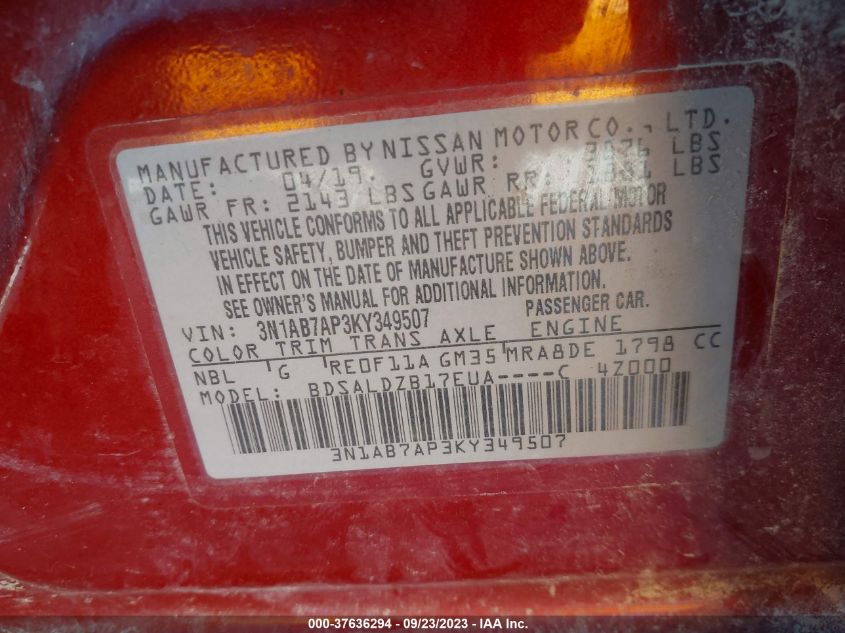 MANUFACTURED BY NISSAN MOTOR CO., LTD.
DATE: 04/19 GVWR: LBS
GAWR FR: 2143 LBS GAWR RR: LBS
THIS VEHICLE CONFORMS TO ALL APPLICABLE FEDERAL MOTOR
VEHICLE SAFETY, BUMPER AND THEFT PREVENTION STANDARDS
IN EFFECT ON THE DATE OF MANUFACTURE SHOWN ABOVE.
SEE OWNER'S MANUAL FOR ADDITIONAL INFORMATION.
VIN: 3N1AB7AP3KY349507 PASSENGER CAR.
COLOR TRIM TRANS AXLE ENGINE
NBL G RE0F11A GM35 MRA8DE 1798 CC
MODEL: BDSALDZB17EUA----C 4Z000
3N1AB7AP3KY349507
000-37636294 - 09/23/2023 - IAA Inc.